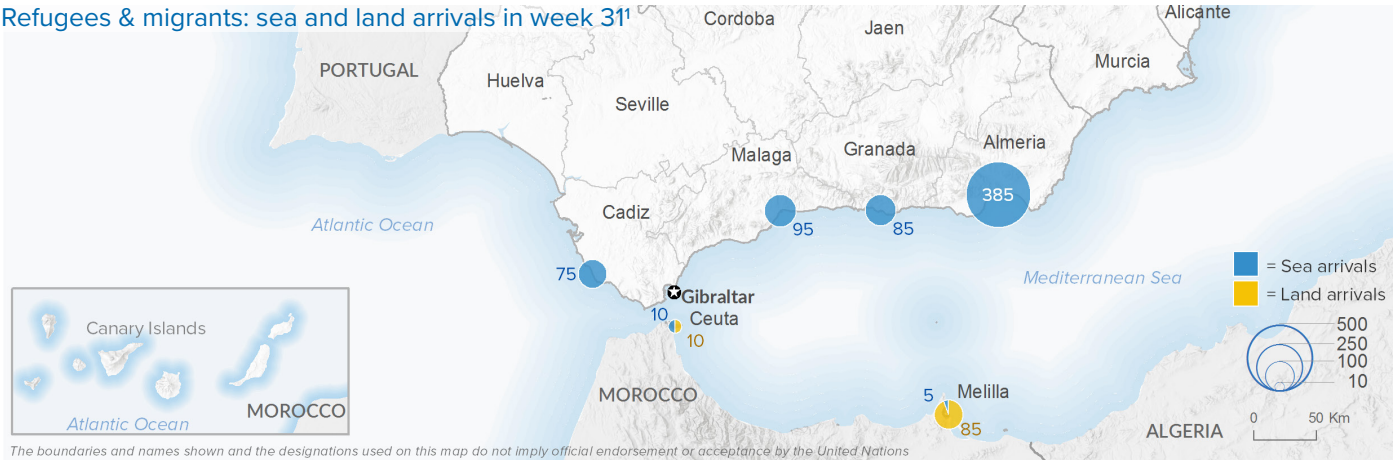 Refugees & migrants: sea and land arrivals in week 31¹
Cordoba
Alicante
Jaen
PORTUGAL
Huelva
Murcia
Seville
Almeria
Malaga
Granada
385
Cadiz
Atlantic Ocean
95
85
75
Mediterranean Sea
= Sea arrivals
= Land arrivals
Gibraltar
10
Ceuta
10
500
250
100
10
Canary Islands
MOROCCO
Atlantic Ocean
MOROCCO
5
Melilla
85
0 50 Km
ALGERIA
The boundaries and names shown and the designations used on this map do not imply official endorsement or acceptance by the United Nations